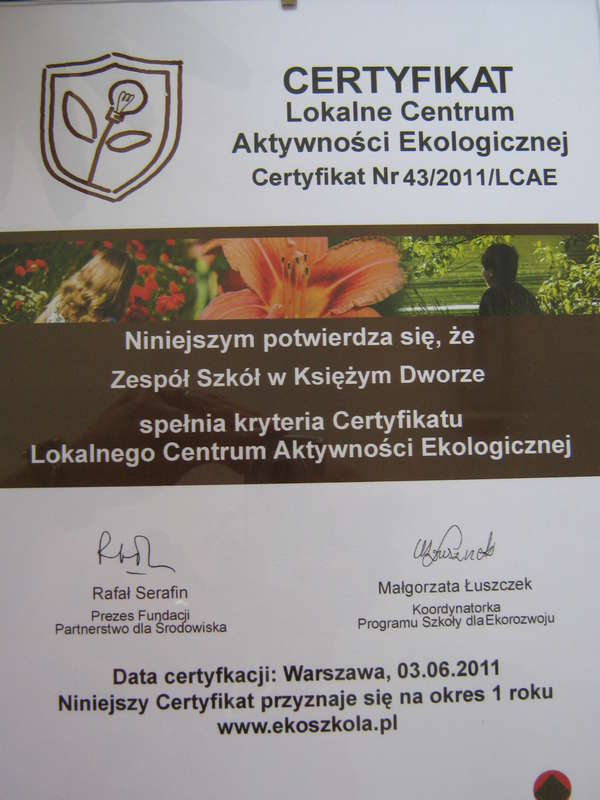 CERTYFIKAT
Lokalne Centrum
Aktywności Ekologicznej
Certyfikat Nr 43/2011/LCAE
Niniejszym potwierdza się, że
Zespół Szkół w Księżym Dworze
spełnia kryteria Certyfikatu
Lokalnego Centrum Aktywności Ekologicznej
Rafał Serafin
Prezes Fundacji
Partnerstwo dla Środowiska
Małgorzata Łuszczek
Koordynatorka
Programu Szkoły dla Ekorozwoju
Data certyfkacji: Warszawa, 03.06.2011
Niniejszy Certyfikat przyznaje się na okres 1 roku
www.ekoszkola.pl